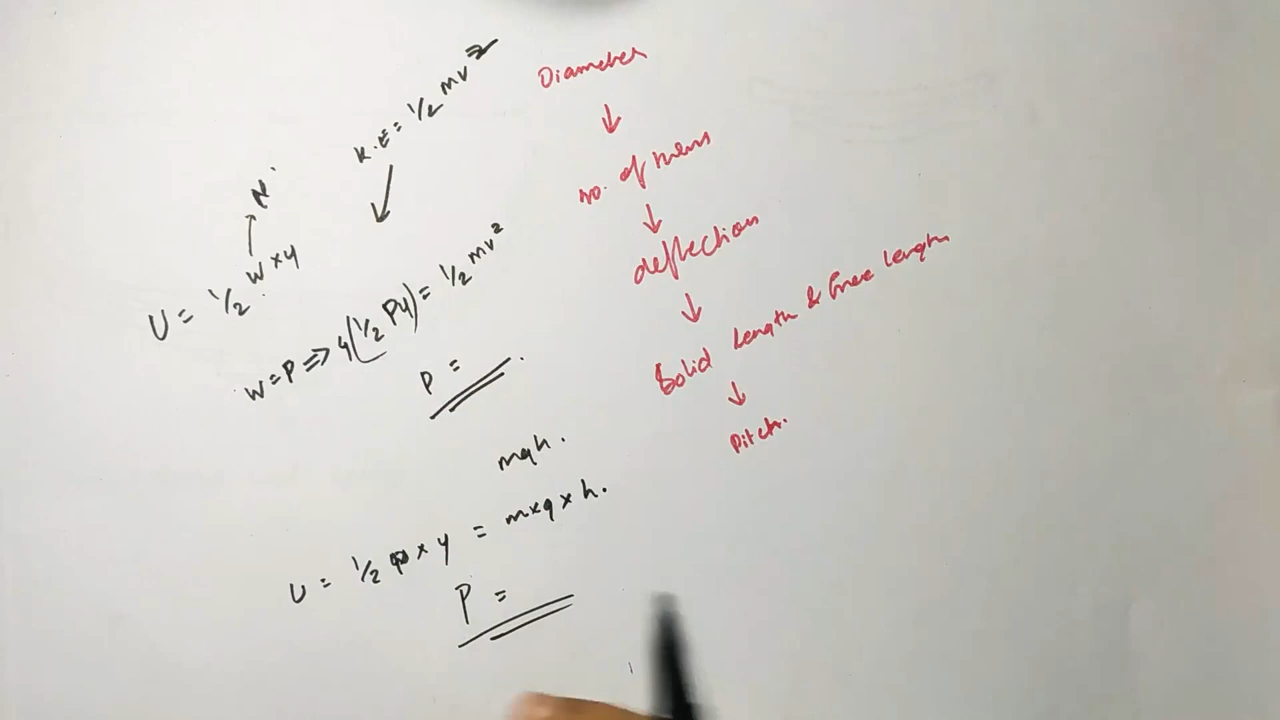 K.E = 1/2 mv²
↓
N
↑
U = 1/2 W × y
W = P ⇒ 4(1/2 Py) = 1/2 mv²
P =
mgh.
U = 1/2 × y = m × g × h.
P =
Diameter
↓
no. of
↓
deflection
↓
Solid Length & Free Length
↓
Pitch.